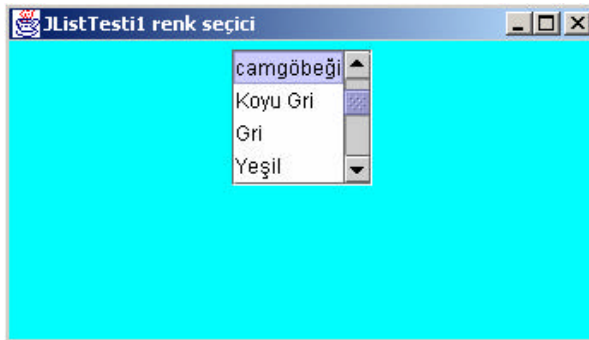 JListTesti1 renk seçici
camgöbeği
Koyu Gri
Gri
Yeşil